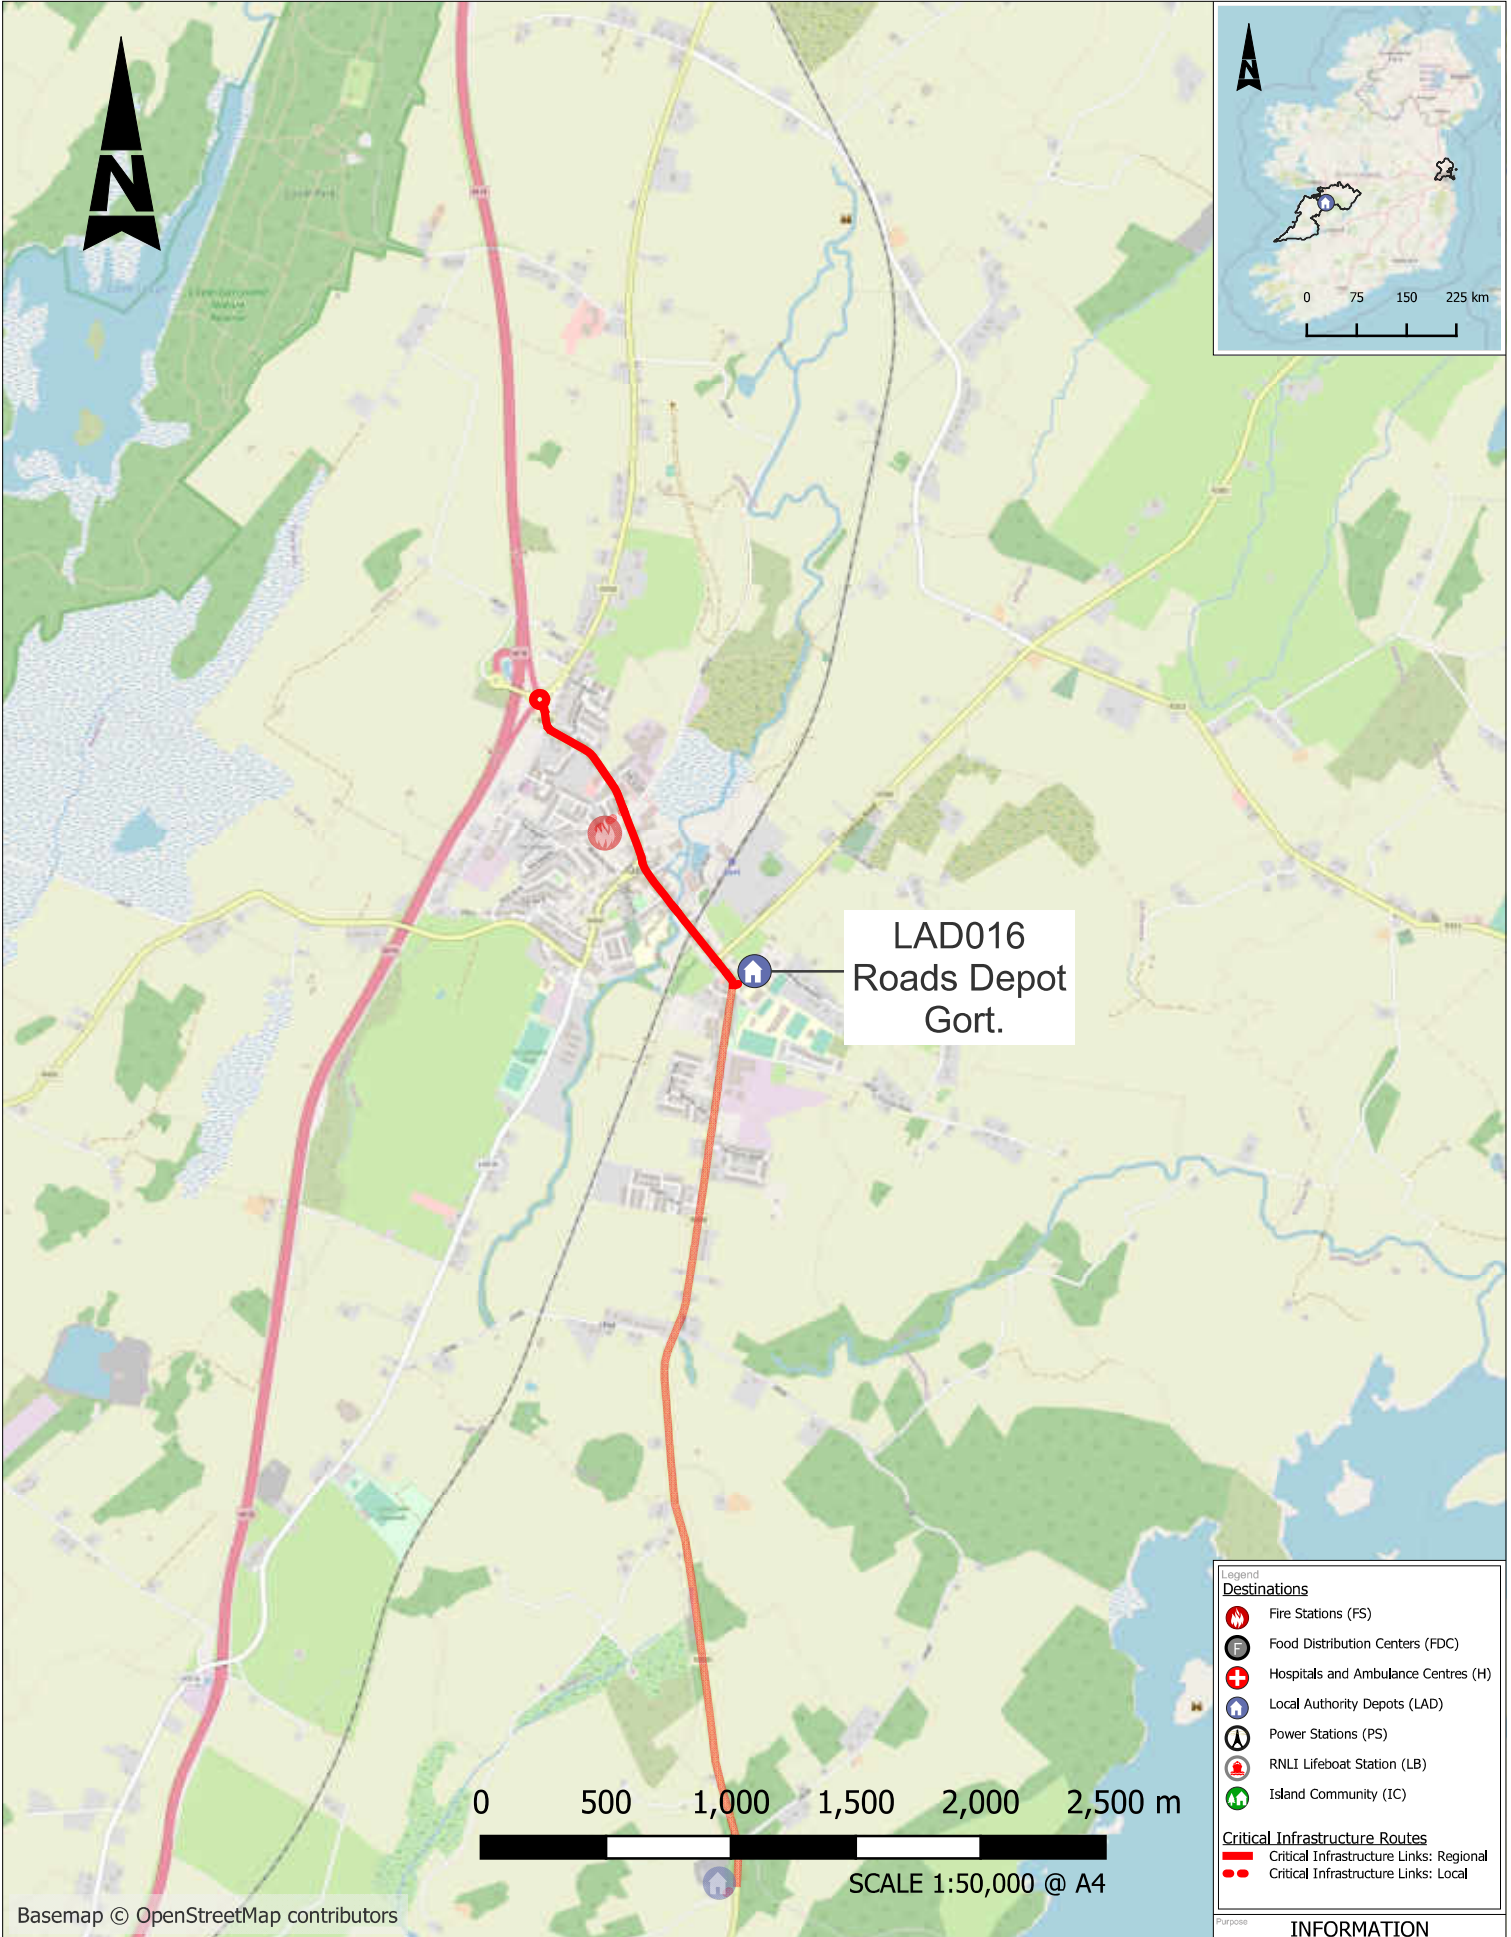 N
N
0 75 150 225 km
LAD016
Roads Depot
Gort.
0 500 1,000 1,500 2,000 2,500 m
SCALE 1:50,000 @ A4
Basemap © OpenStreetMap contributors
Legend
Destinations
Fire Stations (FS)
F Food Distribution Centers (FDC)
Hospitals and Ambulance Centres (H)
Local Authority Depots (LAD)
Power Stations (PS)
RNLI Lifeboat Station (LB)
Island Community (IC)
Critical Infrastructure Routes
Critical Infrastructure Links: Regional
Critical Infrastructure Links: Local
Purpose
INFORMATION